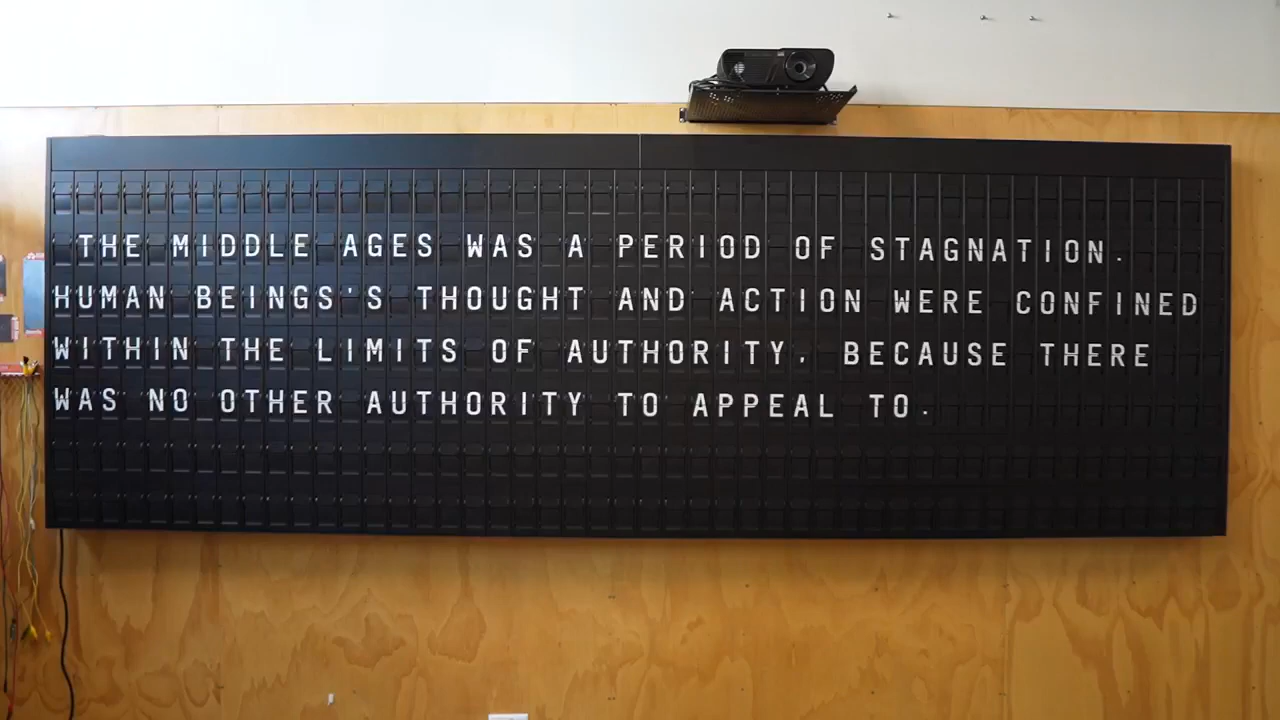 THE MIDDLE AGES WAS A PERIOD OF STAGNATION.
HUMAN BEINGS'S THOUGHT AND ACTION WERE CONFINED
WITHIN THE LIMITS OF AUTHORITY. BECAUSE THERE
WAS NO OTHER AUTHORITY TO APPEAL TO.